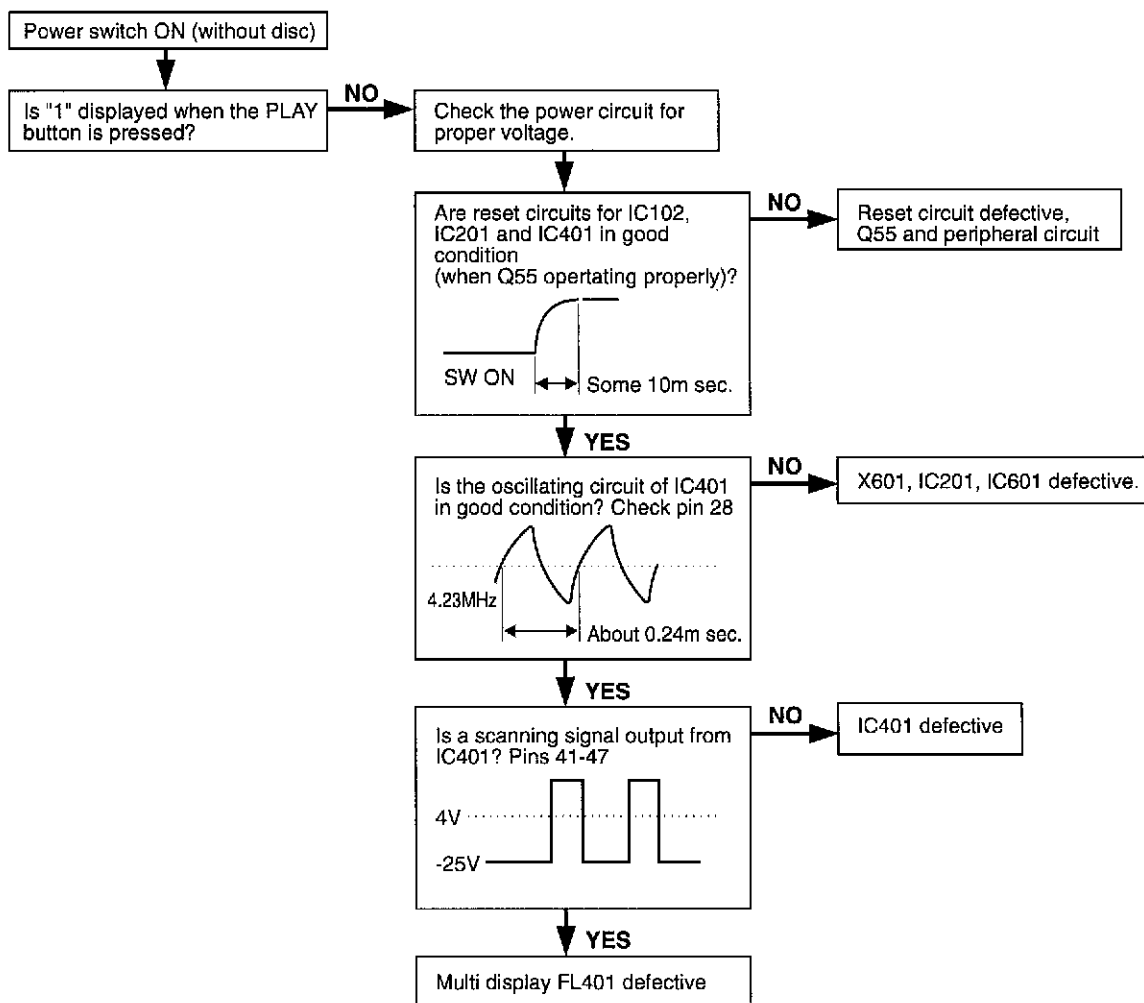 Power switch ON (without disc)
Is "1" displayed when the PLAY
button is pressed?
NO
Check the power circuit for
proper voltage.
Are reset circuits for IC102,
IC201 and IC401 in good
condition
(when Q55 opertating properly)?
SW ON
Some 10m sec.
NO
Reset circuit defective,
Q55 and peripheral circuit
YES
Is the oscillating circuit of IC401
in good condition? Check pin 28
4.23MHz
About 0.24m sec.
NO
X601, IC201, IC601 defective.
YES
Is a scanning signal output from
IC401? Pins 41-47
4V
-25V
NO
IC401 defective
YES
Multi display FL401 defective